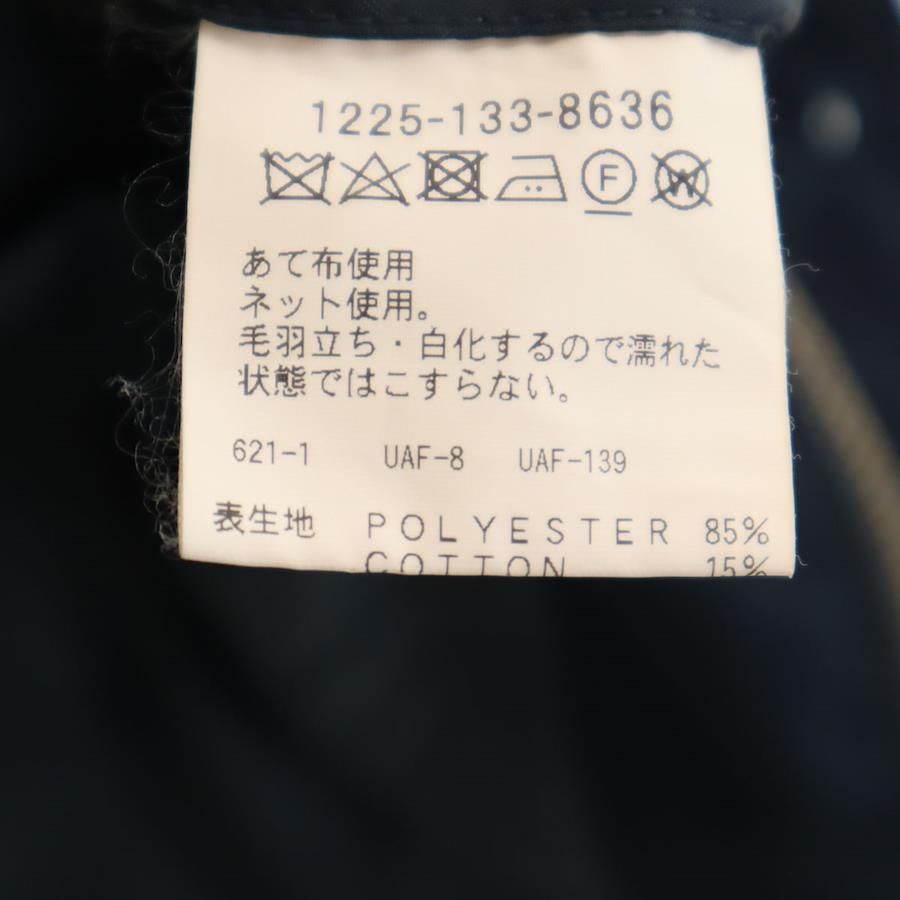 1225-133-8636
F
W
あて布使用
ネット使用。
毛羽立ち・白化するので濡れた
状態ではこすらない。
621-1 UAF-8 UAF-139
表生地 POLYESTER 85%
COTTON 15%